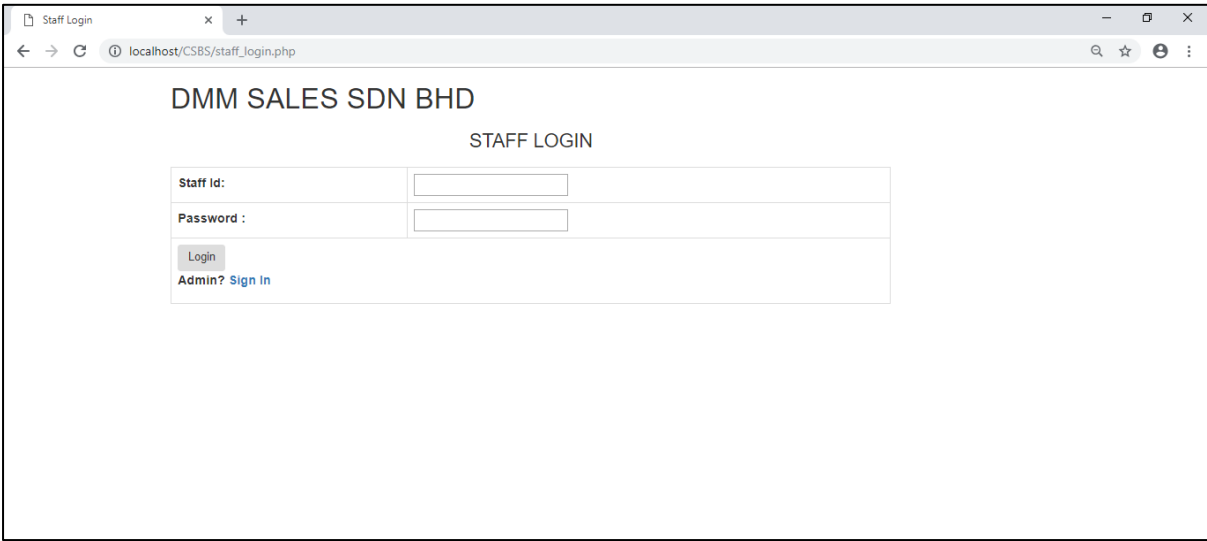 Staff Login
localhost/CSBS/staff_login.php
DMM SALES SDN BHD
STAFF LOGIN
Staff Id:
Password :
Login
Admin? Sign In